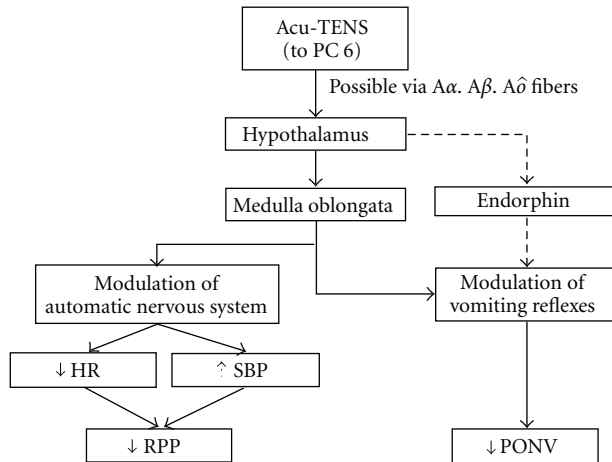 Acu-TENS
(to PC 6)
Possible via Aα. Aβ. Aô fibers
Hypothalamus
Medulla oblongata
Endorphin
Modulation of
automatic nervous system
Modulation of
vomiting reflexes
↓ HR
↑ SBP
↓ RPP
↓ PONV